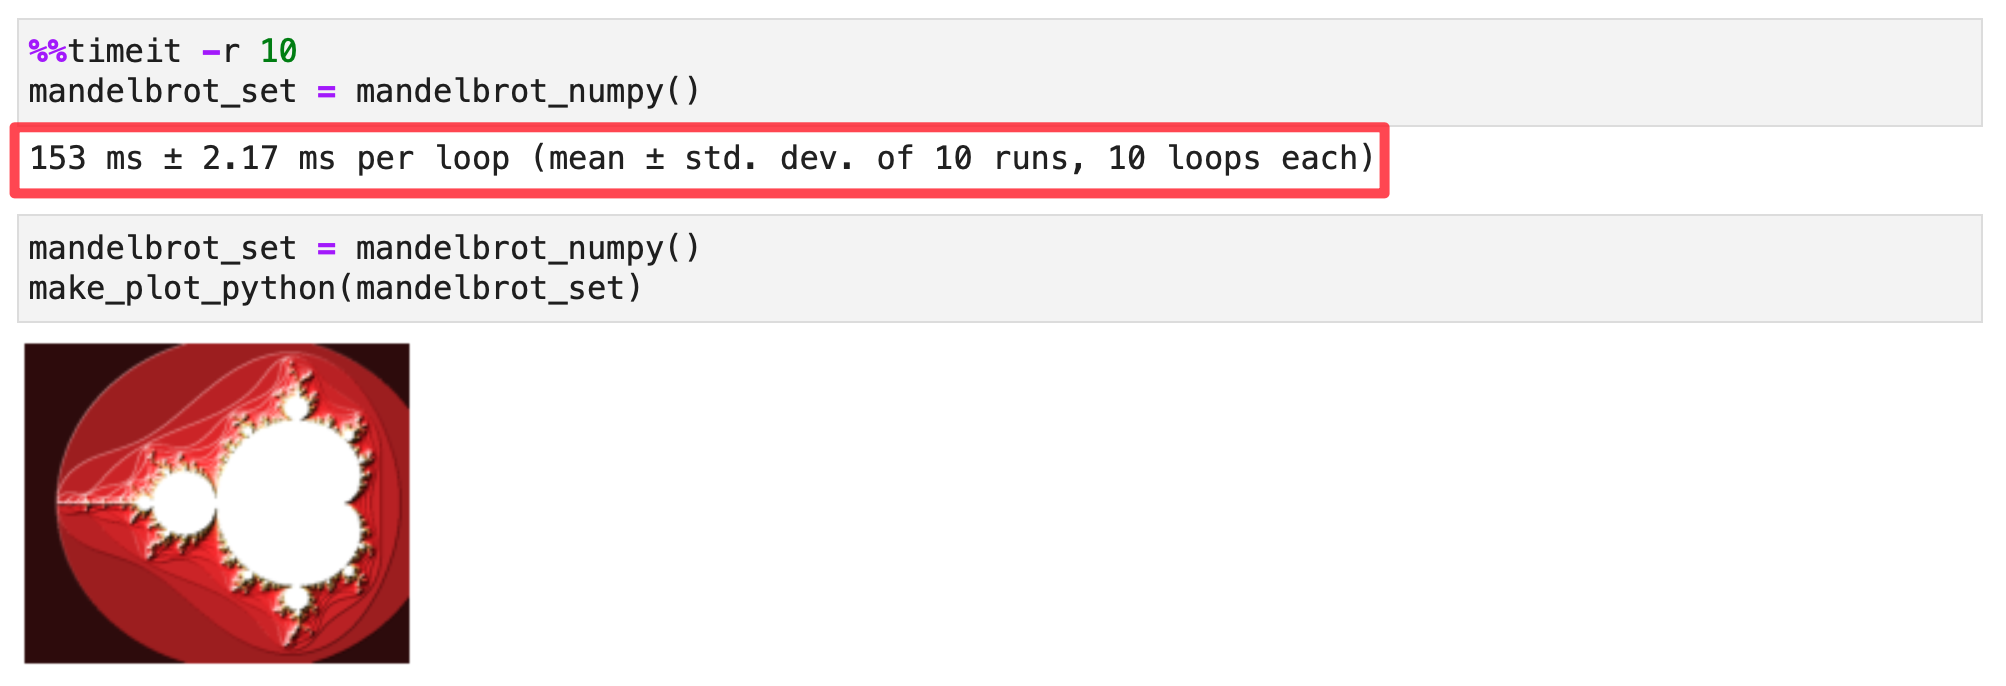 %%timeit -r 10
mandelbrot_set = mandelbrot_numpy()
153 ms ± 2.17 ms per loop (mean ± std. dev. of 10 runs, 10 loops each)
mandelbrot_set = mandelbrot_numpy()
make_plot_python(mandelbrot_set)